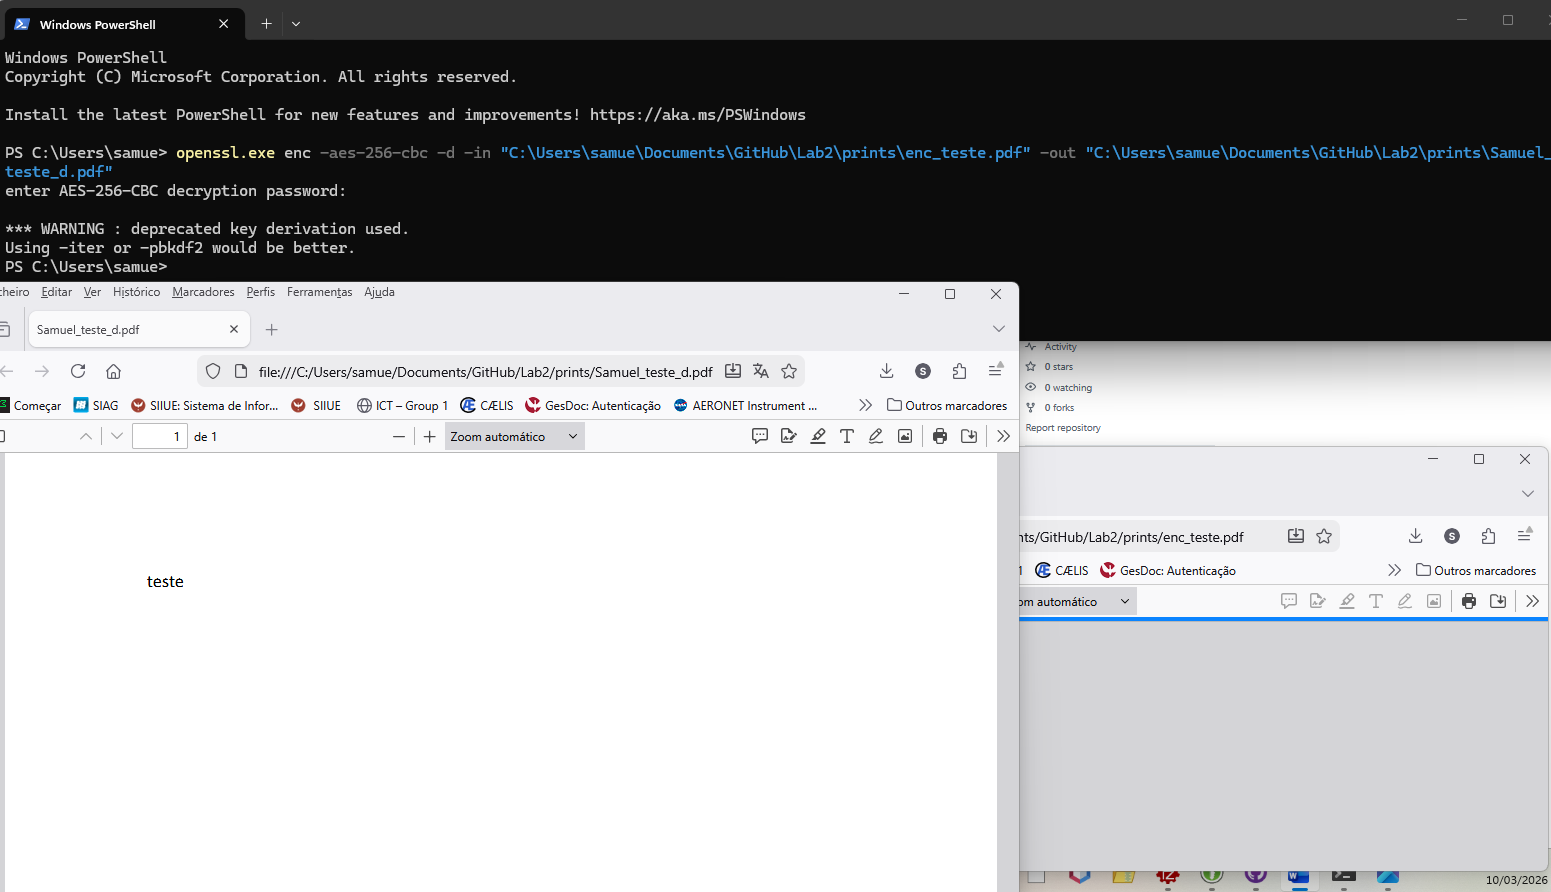 Windows PowerShell
Windows PowerShell
Copyright (C) Microsoft Corporation. All rights reserved.
Install the latest PowerShell for new features and improvements! https://aka.ms/PSWindows
PS C:\Users\samue> openssl.exe enc -aes-256-cbc -d -in "C:\Users\samue\Documents\GitHub\Lab2\prints\enc_teste.pdf" -out "C:\Users\samue\Documents\GitHub\Lab2\prints\Samuel_
teste_d.pdf"
enter AES-256-CBC decryption password:
*** WARNING : deprecated key derivation used.
Using -iter or -pbkdf2 would be better.
PS C:\Users\samue>
cheiro Editar Ver Histórico Marcadores Perfis Ferramentas Ajuda
Samuel_teste_d.pdf
file:///C:/Users/samue/Documents/GitHub/Lab2/prints/Samuel_teste_d.pdf
S
Começar SIAG SIIUE: Sistema de Infor... SIIUE ICT – Group 1 CÆLIS GesDoc: Autenticação AERONET Instrument ... Outros marcadores
1 de 1 Zoom automático
teste
Activity
0 stars
0 watching
0 forks
Report repository
nts/GitHub/Lab2/prints/enc_teste.pdf
S
1 CÆLIS GesDoc: Autenticação Outros marcadores
om automático
10/03/2026